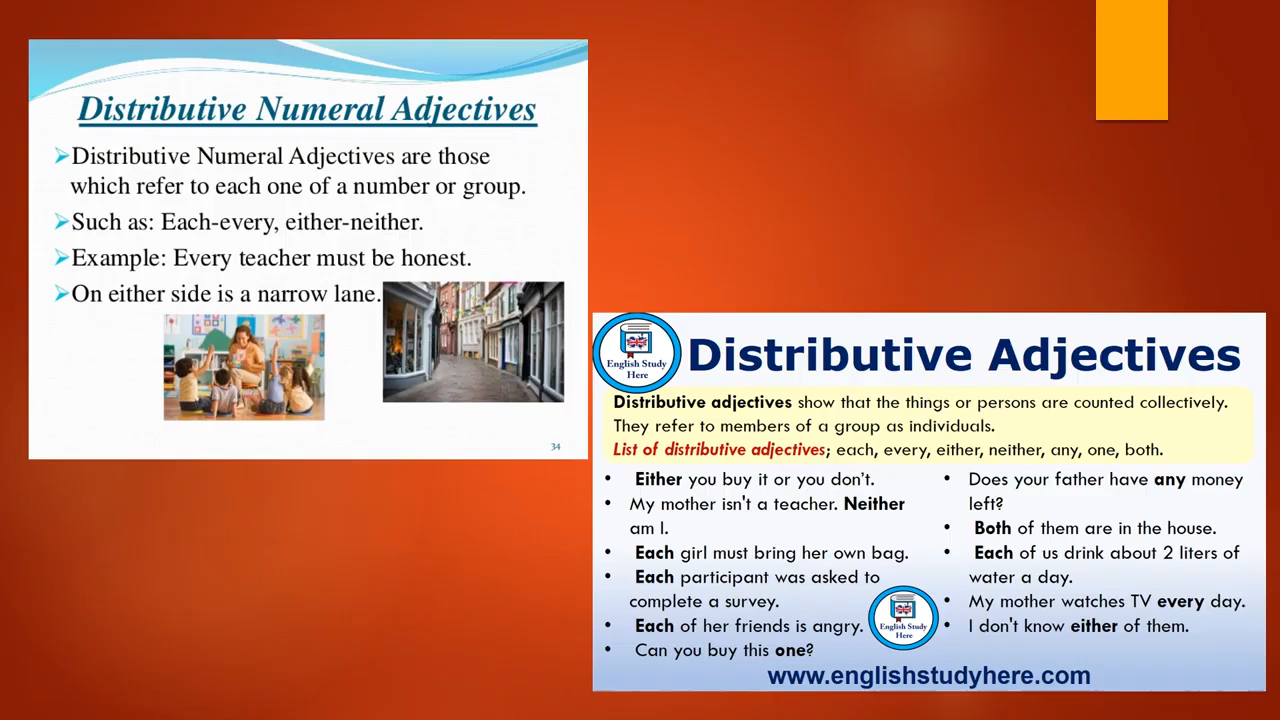 Distributive Numeral Adjectives
➢Distributive Numeral Adjectives are those
which refer to each one of a number or group.
➢Such as: Each-every, either-neither.
➢Example: Every teacher must be honest.
➢On either side is a narrow lane.
34
English Study
Here
Distributive Adjectives
Distributive adjectives show that the things or persons are counted collectively.
They refer to members of a group as individuals.
List of distributive adjectives; each, every, either, neither, any, one, both.
• Either you buy it or you don’t.
• My mother isn't a teacher. Neither
am I.
• Each girl must bring her own bag.
• Each participant was asked to
complete a survey.
• Each of her friends is angry.
• Can you buy this one?
• Does your father have any money
left?
• Both of them are in the house.
• Each of us drink about 2 liters of
water a day.
• My mother watches TV every day.
• I don't know either of them.
English Study
Here
www.englishstudyhere.com